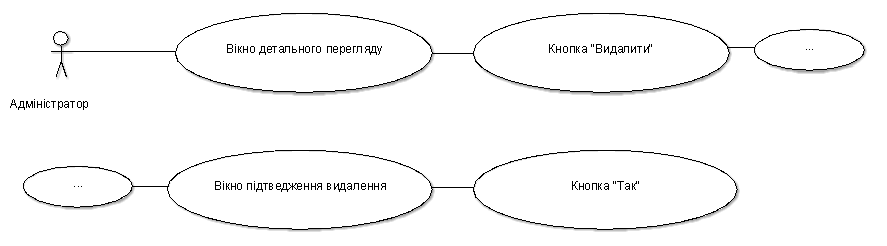 Вікно детального перегляду
Кнопка "Видалити"
...
Адміністратор
...
Вікно підтведження видалення
Кнопка "Так"